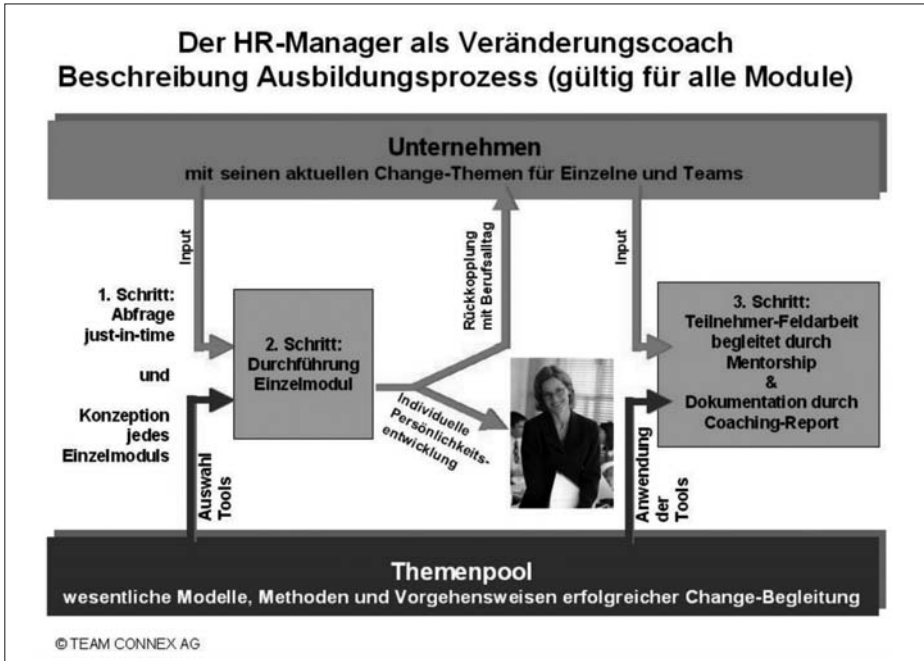 Der HR-Manager als Veränderungscoach
Beschreibung Ausbildungsprozess (gültig für alle Module)
Unternehmen
mit seinen aktuellen Change-Themen für Einzelne und Teams
Input
Rückkopplung
mit Berufsalltag
Input
1. Schritt:
Abfrage
just-in-time
und
Konzeption
jedes
Einzelmoduls
2. Schritt:
Durchführung
Einzelmodul
Individuelle
Persönlichkeits-
entwicklung
3. Schritt:
Teilnehmer-Feldarbeit
begleitet durch
Mentorship
&
Dokumentation durch
Coaching-Report
Auswahl
Tools
Anwendung
der
Tools
Themenpool
wesentliche Modelle, Methoden und Vorgehensweisen erfolgreicher Change-Begleitung
© TEAM CONNEX AG